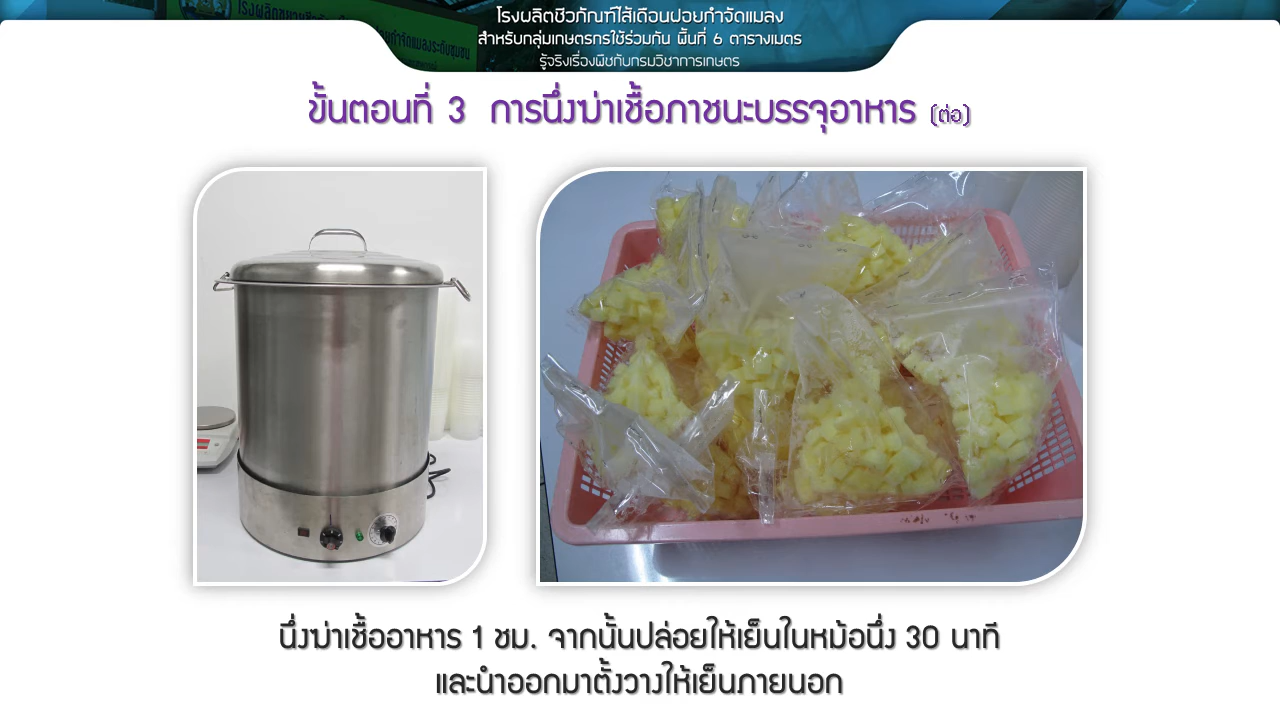 โรงผลิตชีวภัณฑ์ไส้เดือนฝอยกำจัดแมลง
สำหรับกลุ่มเกษตรกรใช้ร่วมกัน พื้นที่ 6 ตารางเมตร
รู้จริงเรื่องพืชกับกรมวิชาการเกษตร
ขั้นตอนที่ 3 การนึ่งฆ่าเชื้อภาชนะบรรจุอาหาร (ต่อ)
นึ่งฆ่าเชื้ออาหาร 1 ชม. จากนั้นปล่อยให้เย็นในหม้อนึ่ง 30 นาที
และนำออกมาตั้งวางให้เย็นภายนอก